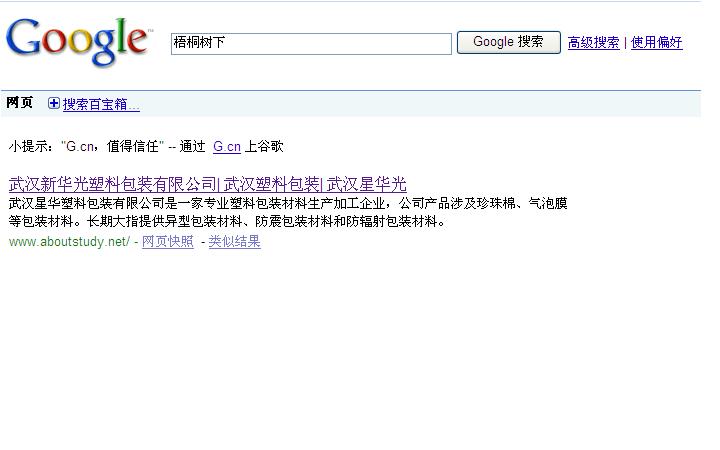 Google™
梧桐树下
Google 搜索
高级搜索 | 使用偏好
网页
搜索百宝箱...
小提示："G.cn，值得信任" -- 通过 G.cn 上谷歌
武汉新华光塑料包装有限公司| 武汉塑料包装| 武汉星华光
武汉星华塑料包装有限公司是一家专业塑料包装材料生产加工企业，公司产品涉及珍珠棉、气泡膜
等包装材料。长期大指提供异型包装材料、防震包装材料和防辐射包装材料。
www.aboutstudy.net/ - 网页快照 - 类似结果